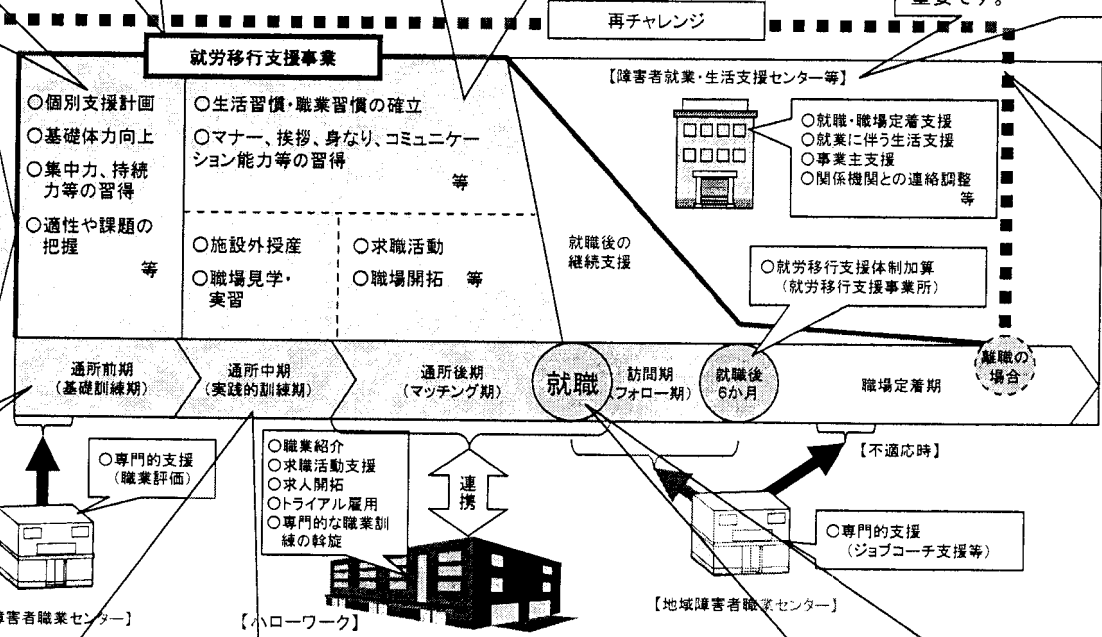 重要です。
再チャレンジ
就労移行支援事業
【障害者就業・生活支援センター等】
○個別支援計画
○基礎体力向上
○集中力、持続
力等の習得
○適性や課題の
把握
等
○生活習慣・職業習慣の確立
○マナー、挨拶、身なり、コミュニケー
ション能力等の習得
等
○施設外授産
○職場見学・
実習
○求職活動
○職場開拓　等
就職後の
継続支援
○就職・職場定着支援
○就業に伴う生活支援
○事業主支援
○関係機関との連絡調整
等
○就労移行支援体制加算
（就労移行支援事業所）
通所前期
（基礎訓練期）
通所中期
（実践的訓練期）
通所後期
（マッチング期）
就職
訪問期
（フォロー期）
就職後
6か月
職場定着期
離職の
場合
○専門的支援
（職業評価）
○職業紹介
○求職活動支援
○求人開拓
○トライアル雇用
○専門的な職業訓
練の斡旋
連携
【不適応時】
○専門的支援
（ジョブコーチ支援等）
障害者職業センター】
【ハローワーク】
【地域障害者職業センター】